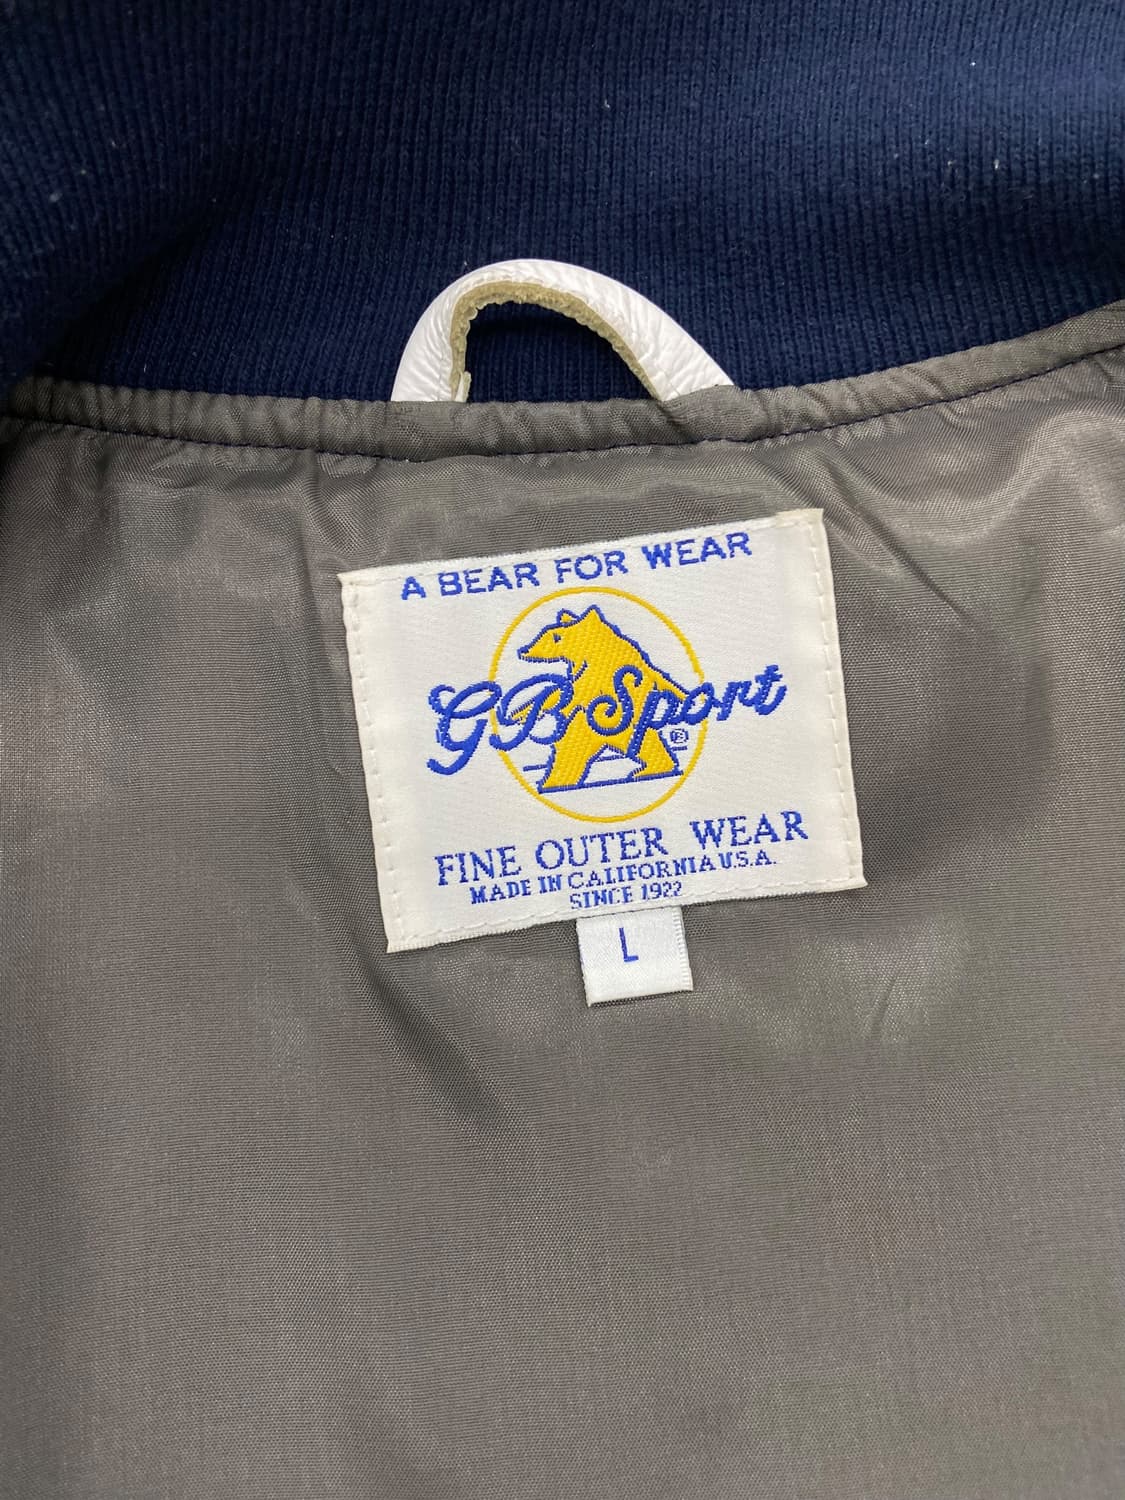 A BEAR FOR WEAR
GB Sport
®
FINE OUTER WEAR
MADE IN CALIFORNIA U.S.A.
SINCE 1922
L